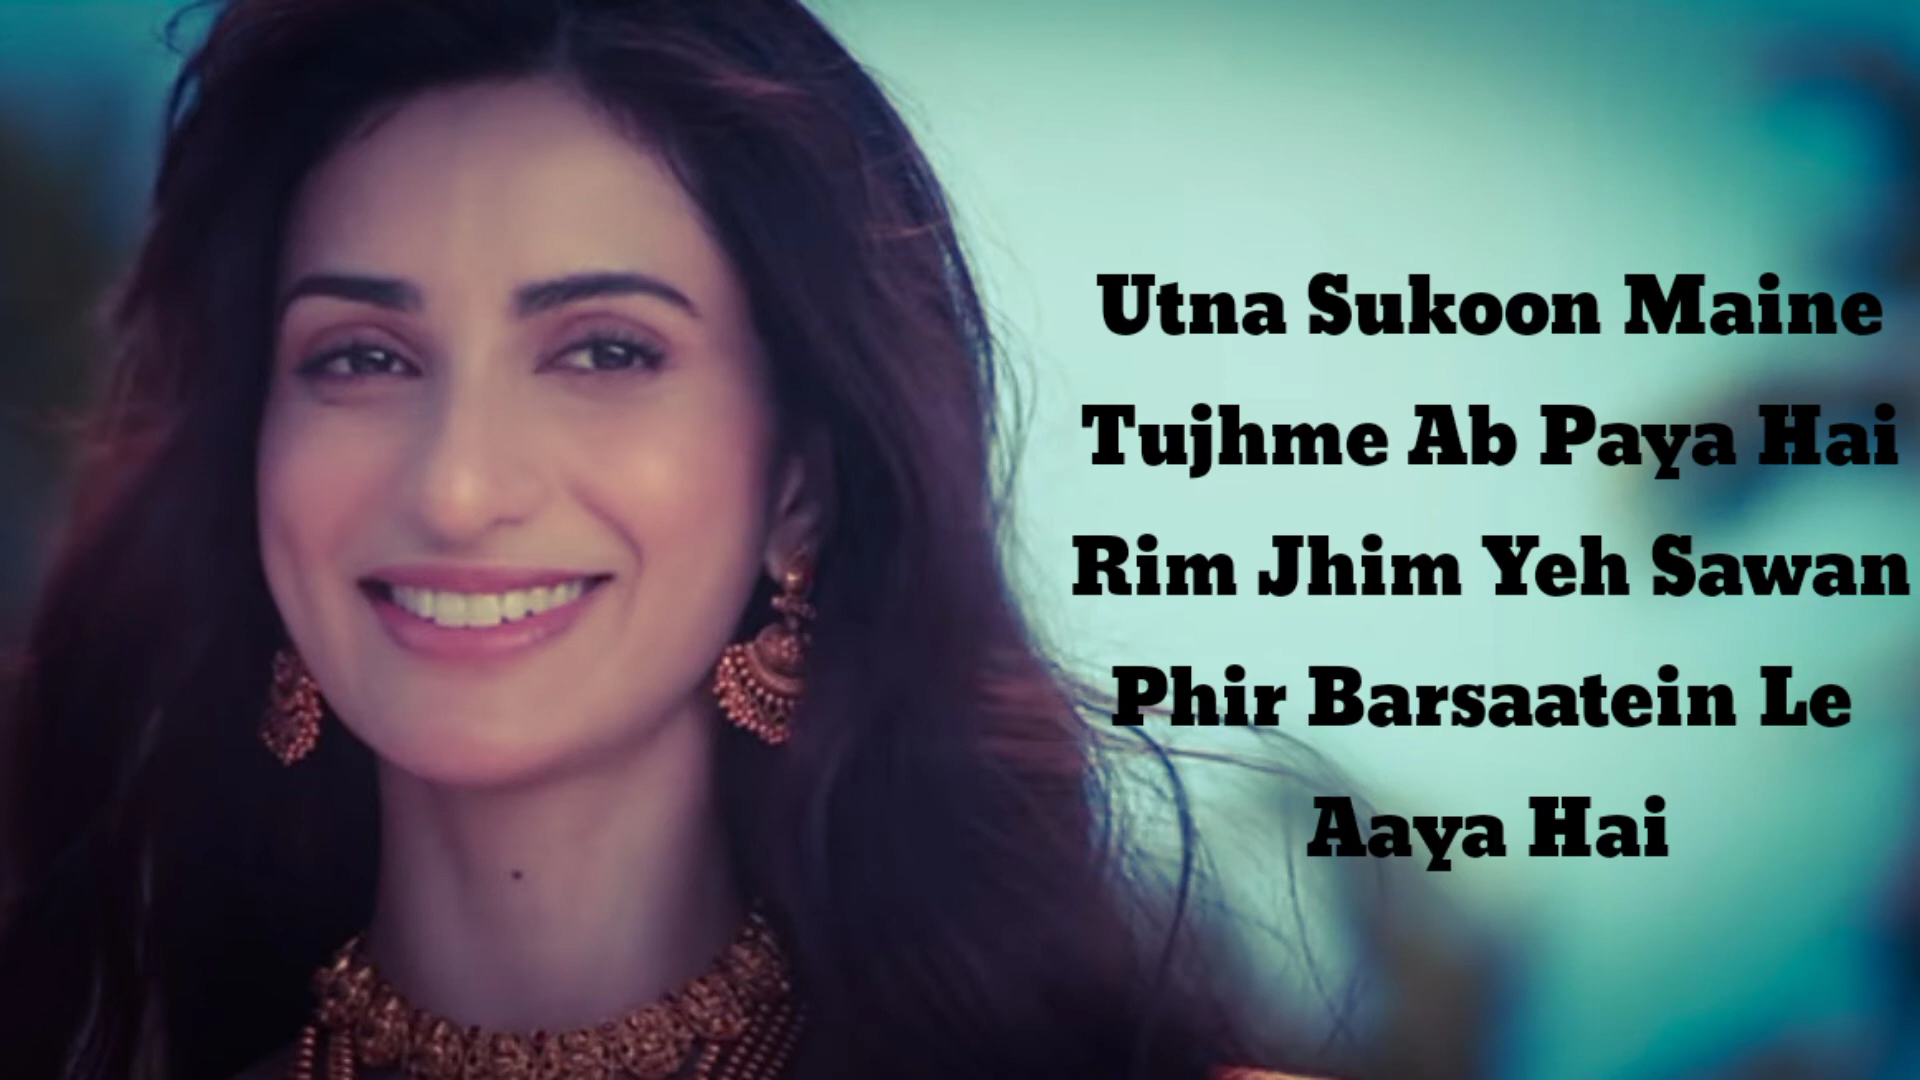 Utna Sukoon Maine
Tujhme Ab Paya Hai
Rim Jhim Yeh Sawan
Phir Barsaatein Le
Aaya Hai